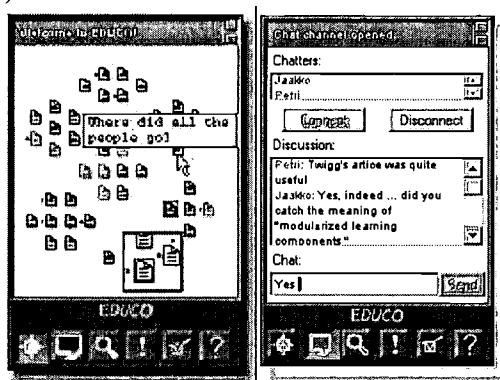 Welcome to EDUCO!
Where did all the
people go?
EDUCO
Chat channel opened
Chatters:
Jaakko
Petri
Connect
Disconnect
Discussion:
Petri: Twigg's artice was quite
useful
Jaakko: Yes, indeed ... did you
catch the meaning of
"modularized learning
components"
Chat:
Yes
Send
EDUCO